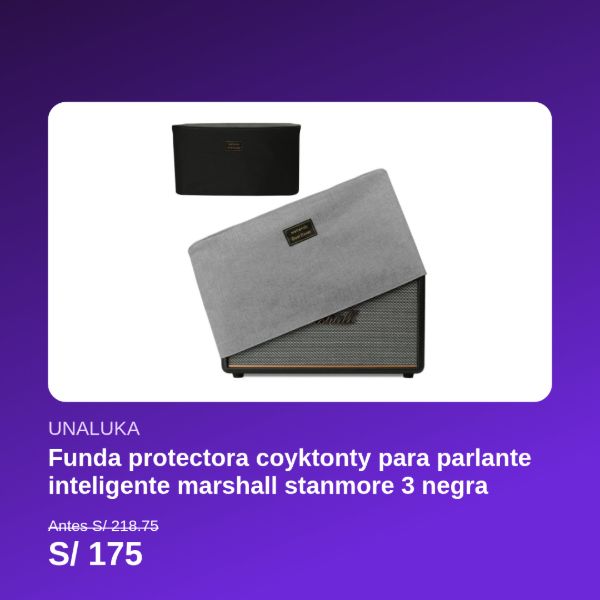 UNALUKA
Funda protectora coyktonty para parlante
inteligente marshall stanmore 3 negra
Antes S/ 218.75
S/ 175